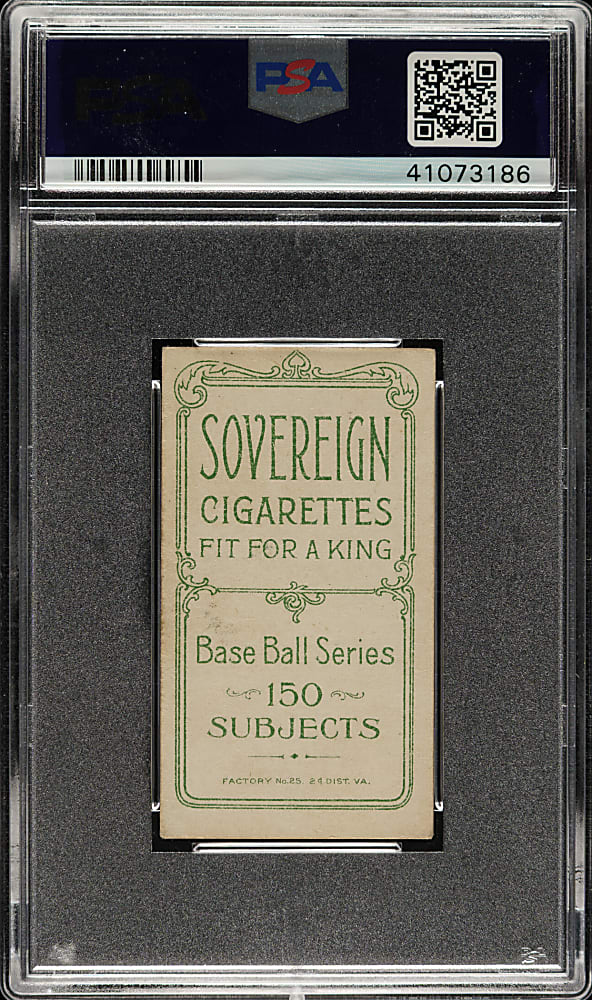 PSA
41073186
SOVEREIGN
CIGARETTES
FIT FOR A KING
Base Ball Series
150
SUBJECTS
FACTORY No. 25. 2d DIST. VA.